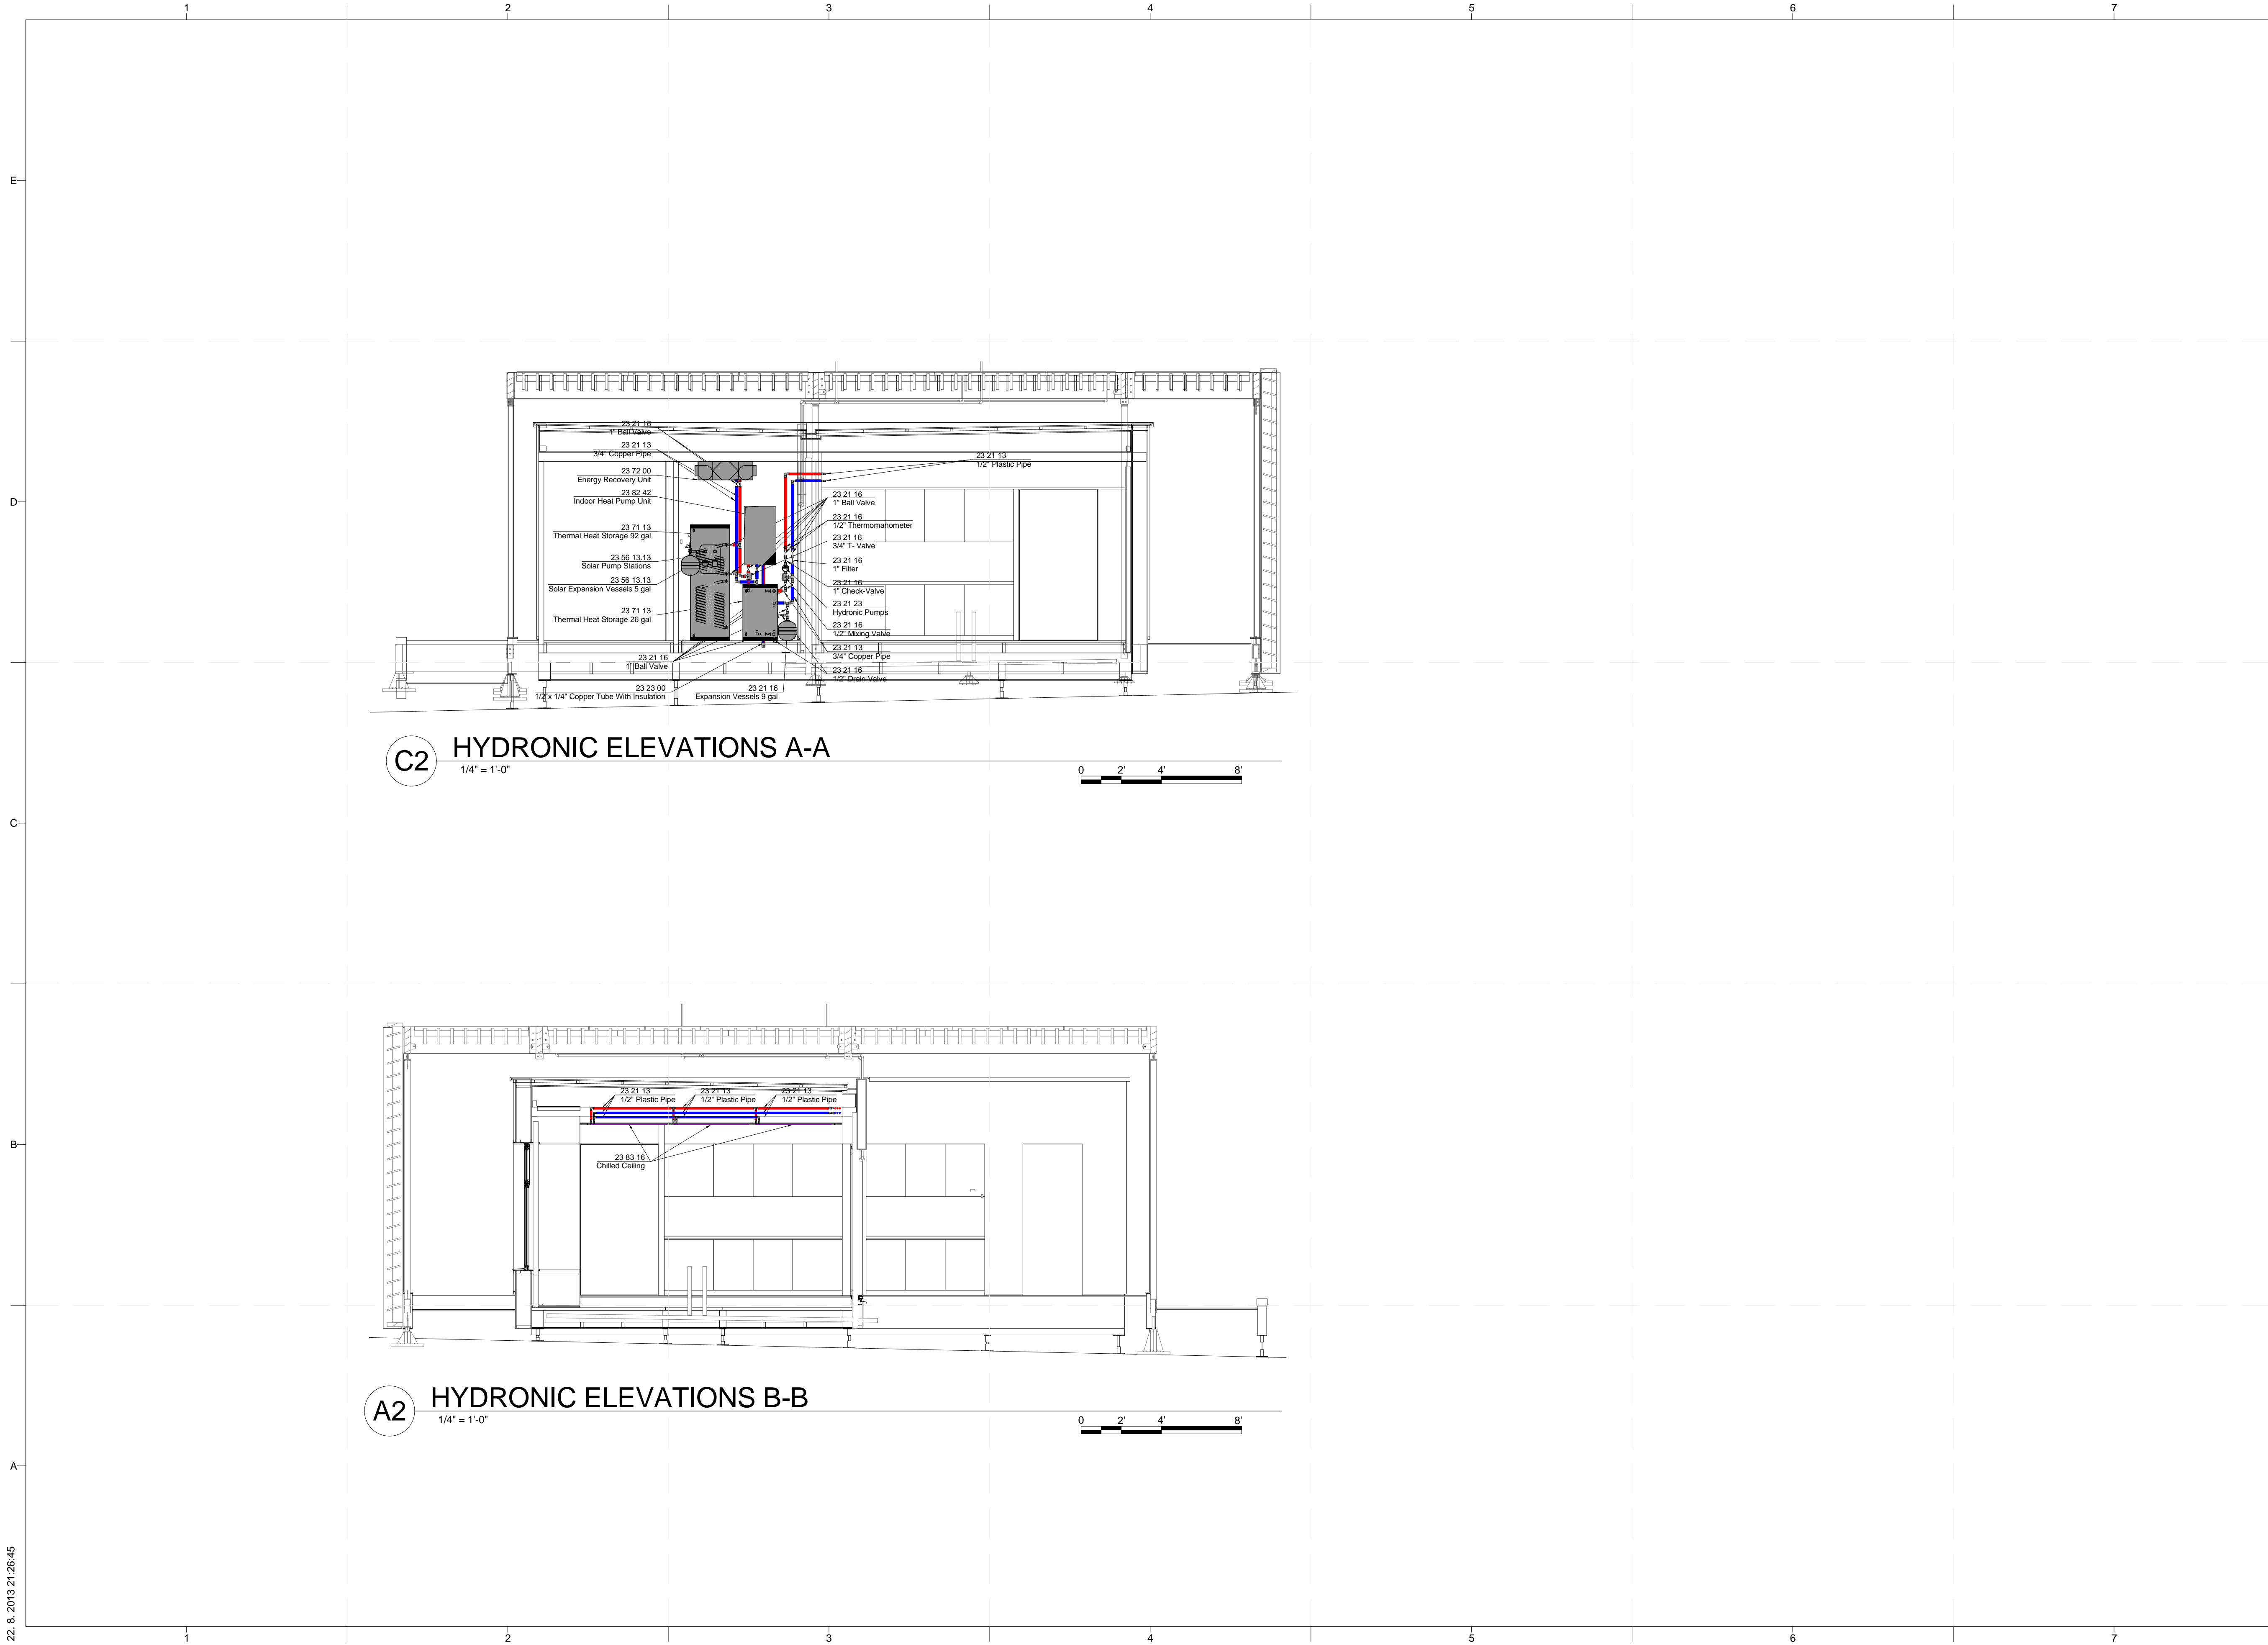 1 2 3 4 5 6 7
E
D
C
B
A
23 21 16
1" Ball Valve
23 21 13
3/4" Copper Pipe
23 72 00
Energy Recovery Unit
23 82 42
Indoor Heat Pump Unit
23 71 13
Thermal Heat Storage 92 gal
23 56 13.13
Solar Pump Stations
23 56 13.13
Solar Expansion Vessels 5 gal
23 71 13
Thermal Heat Storage 26 gal
23 21 16
1" Ball Valve
23 23 00
1/2"x 1/4" Copper Tube With Insulation
23 21 16
Expansion Vessels 9 gal
23 21 13
1/2" Plastic Pipe
23 21 16
1" Ball Valve
23 21 16
1/2" Thermomanometer
23 21 16
3/4" T- Valve
23 21 16
1" Filter
23 21 16
1" Check-Valve
23 21 23
Hydronic Pumps
23 21 16
1/2" Mixing Valve
23 21 13
3/4" Copper Pipe
23 21 16
1/2" Drain Valve
C2
HYDRONIC ELEVATIONS A-A
1/4" = 1'-0"
0 2' 4' 8'
23 21 13
1/2" Plastic Pipe
23 21 13
1/2" Plastic Pipe
23 21 13
1/2" Plastic Pipe
23 83 16
Chilled Ceiling
A2
HYDRONIC ELEVATIONS B-B
1/4" = 1'-0"
0 2' 4' 8'
22. 8. 2013 21:26:45
1 2 3 4 5 6 7